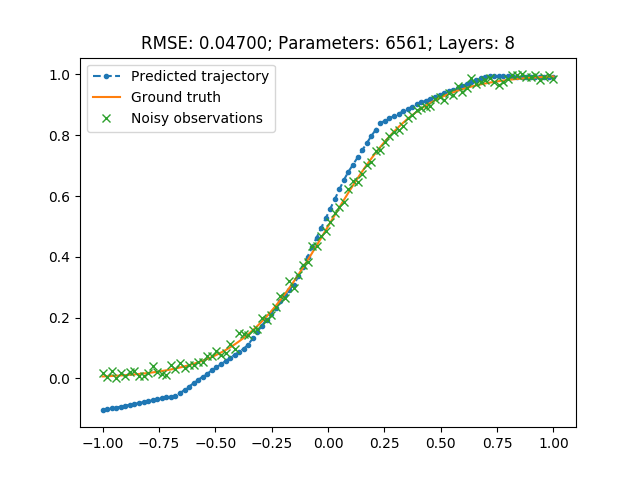 RMSE: 0.04700; Parameters: 6561; Layers: 8
Predicted trajectory
Ground truth
Noisy observations
1.0
0.8
0.6
0.4
0.2
0.0
−1.00 −0.75 −0.50 −0.25 0.00 0.25 0.50 0.75 1.00